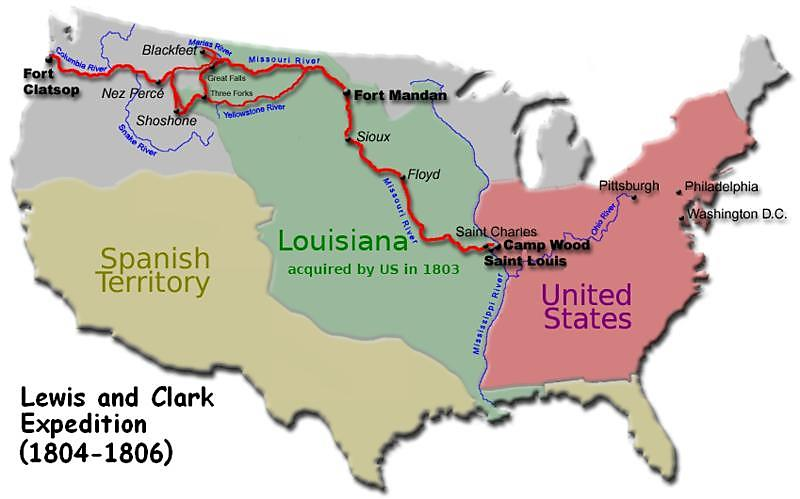 Blackfeet
Marias River
Missouri River
Columbia River
Fort
Clatsop
Great Falls
Nez Percé
Three Forks
Fort Mandan
Yellowstone River
Shoshone
Snake River
Sioux
Floyd
Missouri River
Pittsburgh
Philadelphia
Washington D.C.
Ohio River
Saint Charles
Camp Wood
Saint Louis
Louisiana
acquired by US in 1803
Spanish
Territory
Mississippi River
United
States
Lewis and Clark
Expedition
(1804-1806)